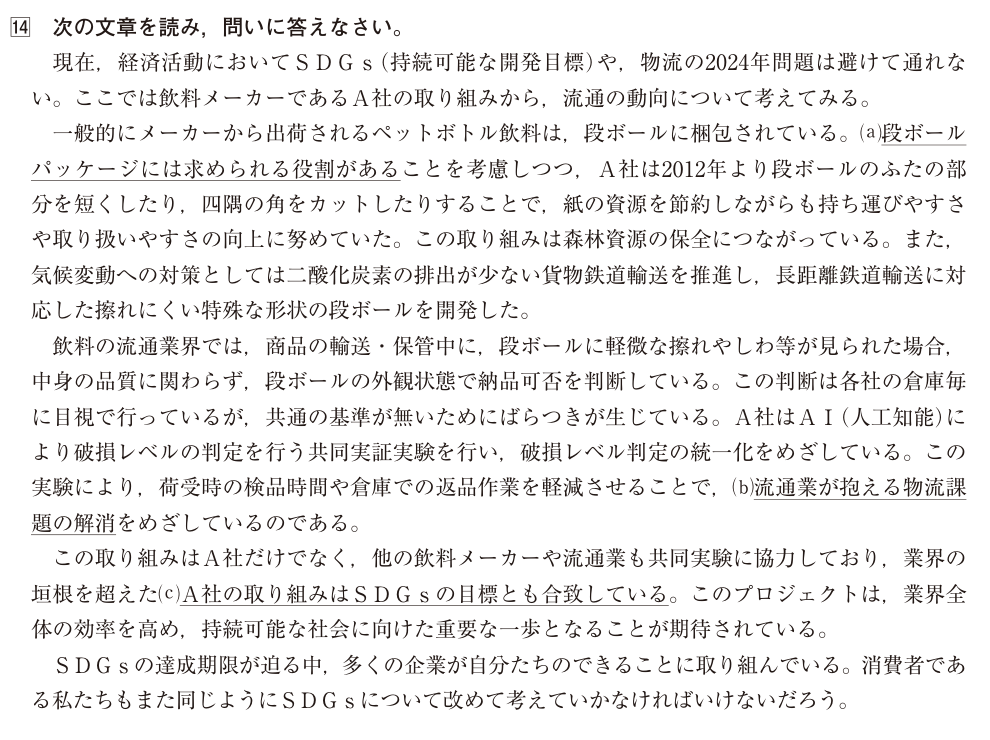 14 次の文章を読み，問いに答えなさい。
現在，経済活動においてＳＤＧｓ(持続可能な開発目標)や，物流の2024年問題は避けて通れな
い。ここでは飲料メーカーであるＡ社の取り組みから，流通の動向について考えてみる。
一般的にメーカーから出荷されるペットボトル飲料は，段ボールに梱包されている。(a)段ボール
パッケージには求められる役割があることを考慮しつつ，Ａ社は2012年より段ボールのふたの部
分を短くしたり，四隅の角をカットしたりすることで，紙の資源を節約しながらも持ち運びやすさ
や取り扱いやすさの向上に努めていた。この取り組みは森林資源の保全につながっている。また，
気候変動への対策としては二酸化炭素の排出が少ない貨物鉄道輸送を推進し，長距離鉄道輸送に対
応した擦れにくい特殊な形状の段ボールを開発した。
飲料の流通業界では，商品の輸送・保管中に，段ボールに軽微な擦れやしわ等が見られた場合，
中身の品質に関わらず，段ボールの外観状態で納品可否を判断している。この判断は各社の倉庫毎
に目視で行っているが，共通の基準が無いためにばらつきが生じている。Ａ社はＡＩ(人工知能)に
より破損レベルの判定を行う共同実証実験を行い，破損レベル判定の統一化をめざしている。この
実験により，荷受時の検品時間や倉庫での返品作業を軽減させることで，(b)流通業が抱える物流課
題の解消をめざしているのである。
この取り組みはＡ社だけでなく，他の飲料メーカーや流通業も共同実験に協力しており，業界の
垣根を超えた(c)Ａ社の取り組みはＳＤＧｓの目標とも合致している。このプロジェクトは，業界全
体の効率を高め，持続可能な社会に向けた重要な一歩となることが期待されている。
ＳＤＧｓの達成期限が迫る中，多くの企業が自分たちのできることに取り組んでいる。消費者であ
る私たちもまた同じようにＳＤＧｓについて改めて考えていかなければいけないだろう。